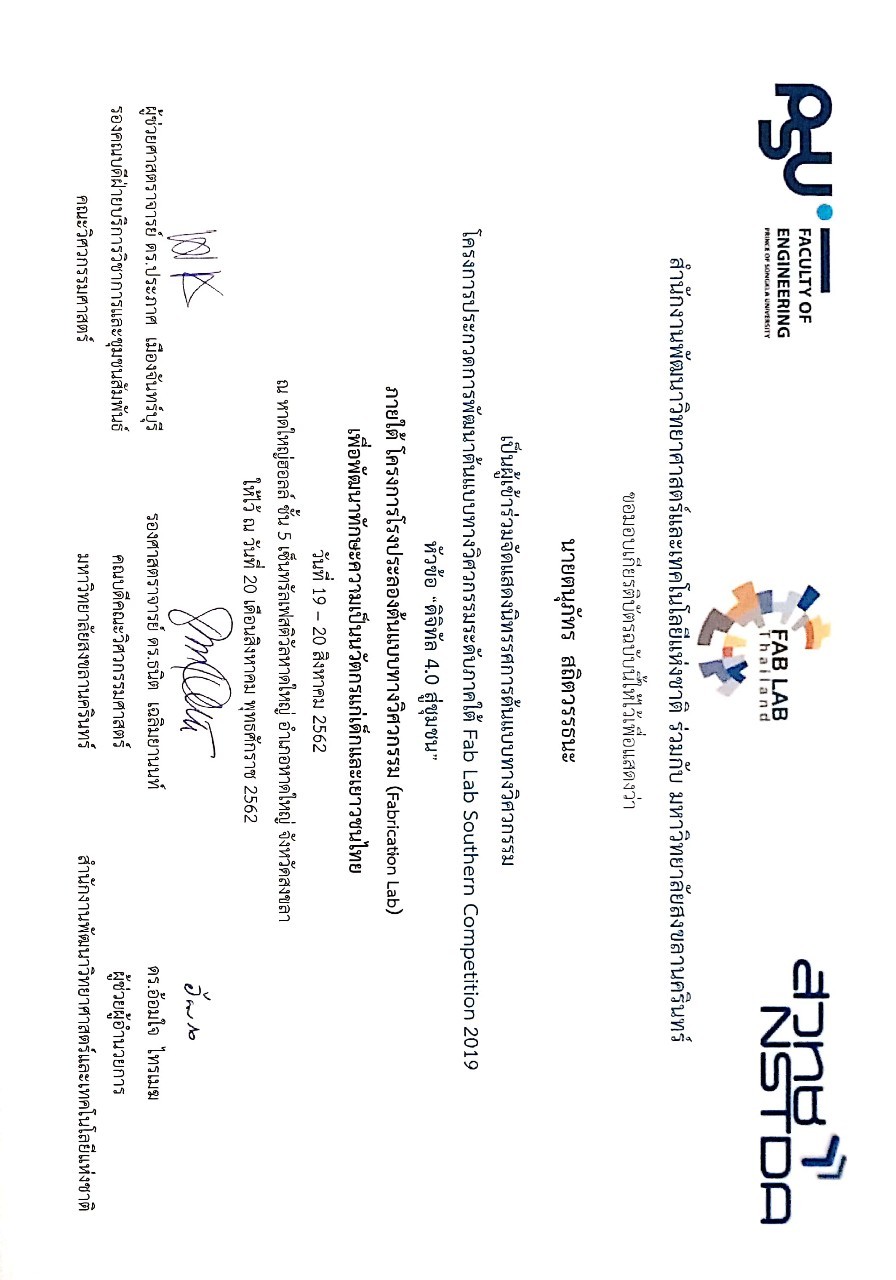 PSU
FACULTY OF
ENGINEERING
PRINCE OF SONGKLA UNIVERSITY
FAB LAB
Thailand
สวทช
NSTDA
สำนักงานพัฒนาวิทยาศาสตร์และเทคโนโลยีแห่งชาติ ร่วมกับ มหาวิทยาลัยสงขลานครินทร์
ขอมอบเกียรติบัตรฉบับนี้ให้ไว้เพื่อแสดงว่า
นายตนุภัทร สถิตวรรธนะ
เป็นผู้เข้าร่วมจัดแสดงนิทรรศการต้นแบบทางวิศวกรรม
โครงการประกวดการพัฒนาต้นแบบทางวิศวกรรมระดับภาคใต้ Fab Lab Southern Competition 2019
หัวข้อ “ดิจิทัล 4.0 สู่ชุมชน”
ภายใต้ โครงการโรงประลองต้นแบบทางวิศวกรรม (Fabrication Lab)
เพื่อพัฒนาทักษะความเป็นนวัตกรแก่เด็กและเยาวชนไทย
วันที่ 19 – 20 สิงหาคม 2562
ณ หาดใหญ่ฮอลล์ ชั้น 5 เซ็นทรัลเฟสติวัลหาดใหญ่ อำเภอหาดใหญ่ จังหวัดสงขลา
ให้ไว้ ณ วันที่ 20 เดือนสิงหาคม พุทธศักราช 2562
ผู้ช่วยศาสตราจารย์ ดร.ประภาศ เมืองจันทร์บุรี
รองคณบดีฝ่ายบริการวิชาการและชุมชนสัมพันธ์
คณะวิศวกรรมศาสตร์
รองศาสตราจารย์ ดร.ธนิต เฉลิมยานนท์
คณบดีคณะวิศวกรรมศาสตร์
มหาวิทยาลัยสงขลานครินทร์
ดร.อ้อมใจ ไทรเมฆ
ผู้ช่วยผู้อำนวยการ
สำนักงานพัฒนาวิทยาศาสตร์และเทคโนโลยีแห่งชาติ